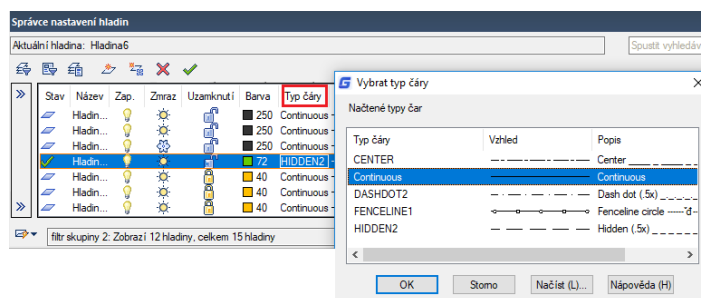 Správce nastavení hladin
Aktuální hladina: Hladina6
Spustit vyhledáv
Stav Název Zap. Zmraz Uzamknutí Barva Typ čáry
Hladin... 250 Continuous
Hladin... 250 Continuous
Hladin... 250 Continuous
Hladin... 72 HIDDEN2
Hladin... 40 Continuous
Hladin... 40 Continuous
Hladin... 40 Continuous
filtr skupiny 2: Zobrazí 12 hladiny, celkem 15 hladiny
Vybrat typ čáry
Načtené typy čar
Typ čáry Vzhled Popis
CENTER Center ____ _ ____ _
Continuous Continuous
DASHDOT2 Dash dot (.5x) _._._._
FENCELINE1 Fenceline circle -----"d--
HIDDEN2 Hidden (.5x) _ _ _ _ _ _
OK Storno Načíst (L)... Nápověda (H)